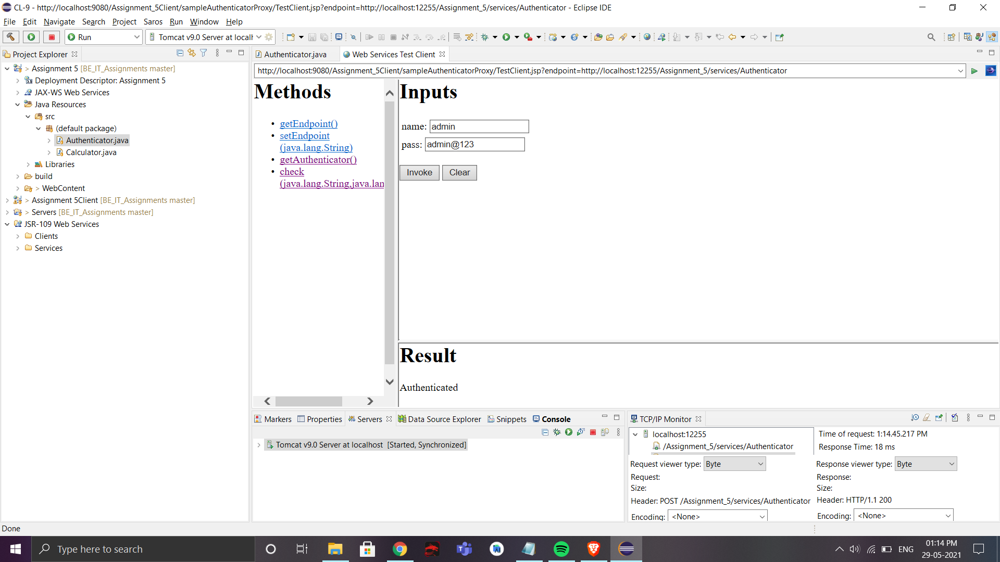 CL-9 - http://localhost:9080/Assignment_5Client/sampleAuthenticatorProxy/TestClient.jsp?endpoint=http://localhost:12255/Assignment_5/services/Authenticator - Eclipse IDE
File Edit Navigate Search Project Saros Run Window Help
Run
Tomcat v9.0 Server at localh
Project Explorer
Assignment 5 [BE_IT_Assignments master]
Deployment Descriptor: Assignment 5
JAX-WS Web Services
Java Resources
src
(default package)
Authenticator.java
Calculator.java
Libraries
build
> WebContent
> Assignment 5Client [BE_IT_Assignments master]
> Servers [BE_IT_Assignments master]
JSR-109 Web Services
Clients
Services
Authenticator.java
Web Services Test Client
http://localhost:9080/Assignment_5Client/sampleAuthenticatorProxy/TestClient.jsp?endpoint=http://localhost:12255/Assignment_5/services/Authenticator
Methods
getEndpoint()
setEndpoint
(java.lang.String)
getAuthenticator()
check
(java.lang.String,java.lan
Inputs
name: admin
pass: admin@123
Invoke Clear
Result
Authenticated
Markers Properties Servers Data Source Explorer Snippets Console
Tomcat v9.0 Server at localhost [Started, Synchronized]
TCP/IP Monitor
localhost:12255
/Assignment_5/services/Authenticator
Time of request: 1:14.45.217 PM
Response Time: 18 ms
Request viewer type: Byte
Response viewer type: Byte
Request:
Size:
Header: POST /Assignment_5/services/Authenticator
Encoding: <None>
Response:
Size:
Header: HTTP/1.1 200
Encoding: <None>
Done
Type here to search
ENG
01:14 PM
29-05-2021